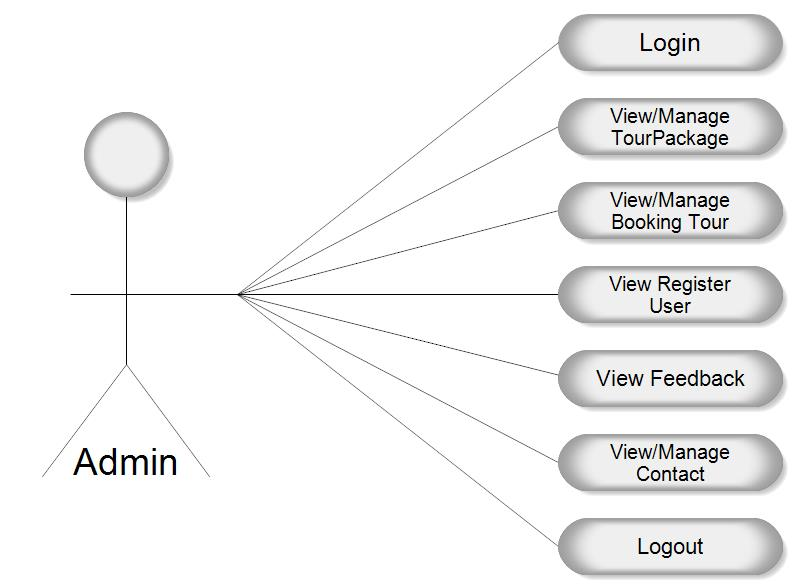 Login
View/Manage
TourPackage
View/Manage
Booking Tour
View Register
User
View Feedback
View/Manage
Contact
Logout
Admin